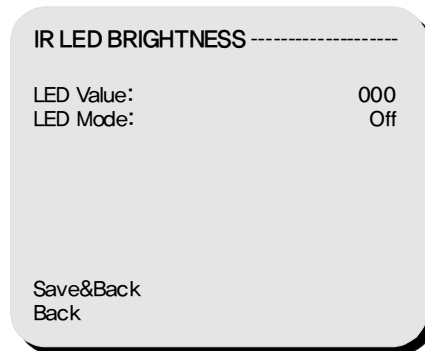 IR LED BRIGHTNESS --------------------
LED Value: 000
LED Mode: Off
Save&Back
Back